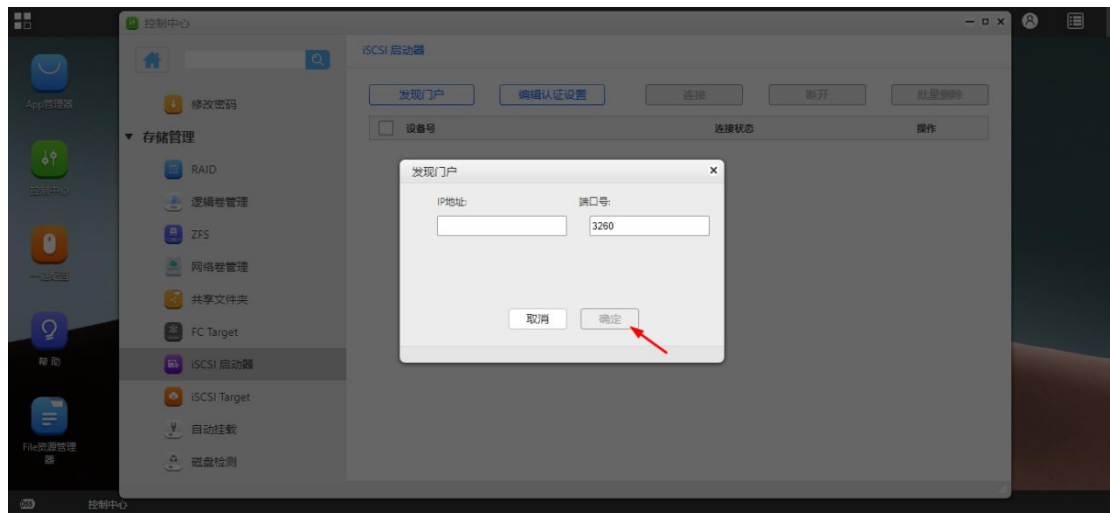 控制中心
App管理器
控制中心
帮 助
File资源管理
器
修改密码
存储管理
RAID
逻辑卷管理
ZFS
网络卷管理
共享文件夹
FC Target
iSCSI 启动器
iSCSI Target
自动挂载
磁盘检测
iSCSI 启动器
发现门户
编辑认证设置
连接
断开
批量删除
设备号
连接状态
操作
发现门户
IP地址:
端口号:
3260
取消
确定
控制中心